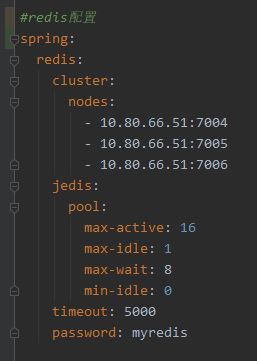 #redis配置
spring:
  redis:
    cluster:
      nodes:
        - 10.80.66.51:7004
        - 10.80.66.51:7005
        - 10.80.66.51:7006
    jedis:
      pool:
        max-active: 16
        max-idle: 1
        max-wait: 8
        min-idle: 0
    timeout: 5000
    password: myredis